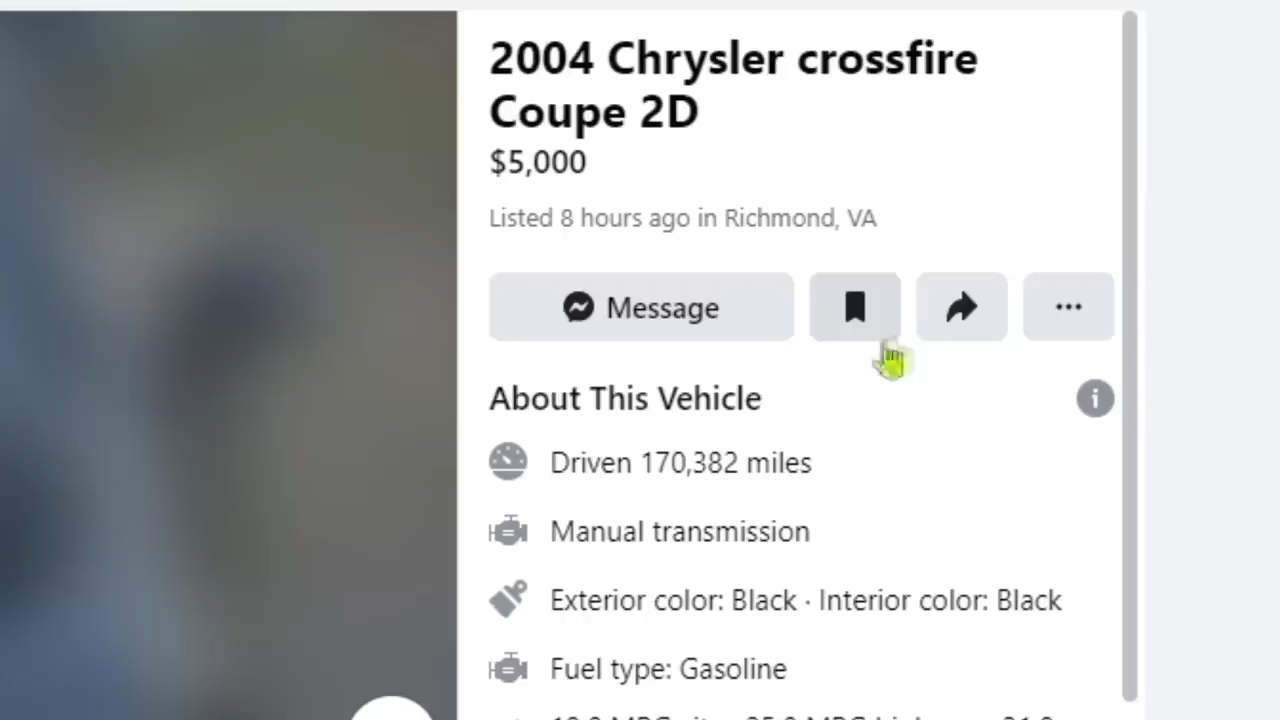 2004 Chrysler crossfire
Coupe 2D
$5,000
Listed 8 hours ago in Richmond, VA
Message
About This Vehicle
Driven 170,382 miles
Manual transmission
Exterior color: Black · Interior color: Black
Fuel type: Gasoline